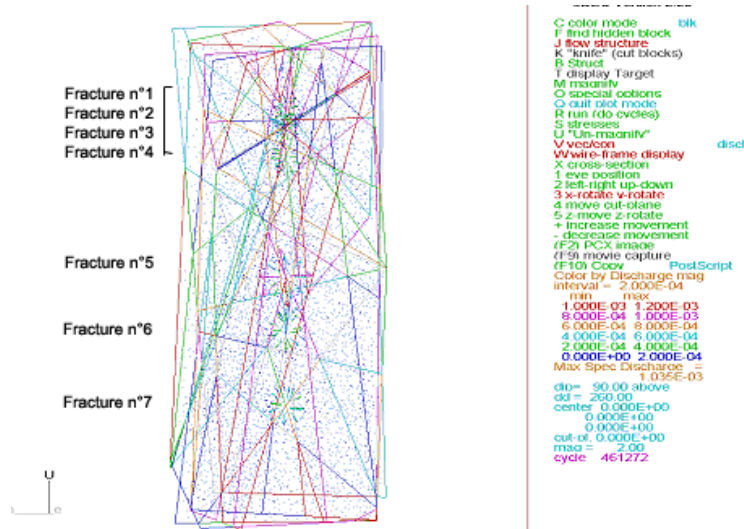 Fracture n°1
Fracture n°2
Fracture n°3
Fracture n°4
Fracture n°5
Fracture n°6
Fracture n°7
U
e
C color mode blk
F find hidden block
J flow structure
K "knife" (cut blocks)
B Struct
T display Target
M magnify
O special options
Q quit plot mode
R run (do cycles)
S stresses
U "Un-magnify"
V vec/con discl
W wire-frame display
X cross-section
1 eye position
2 left-right up-down
3 x-rotate y-rotate
4 move cut-plane
5 z-move z-rotate
+ increase movement
- decrease movement
(F2) PCX image
(F9) movie capture
(F10) Copy PostScript
Color by Discharge mag
interval = 2.000E-04
min max
1.000E-03 1.200E-03
8.000E-04 1.000E-03
6.000E-04 8.000E-04
4.000E-04 6.000E-04
2.000E-04 4.000E-04
0.000E+00 2.000E-04
Max Spec Discharge =
1.035E-03
dip= 90.00 above
dd = 260.00
center 0.000E+00
0.000E+00
0.000E+00
cut-pl. 0.000E+00
mag = 2.00
cycle 461272